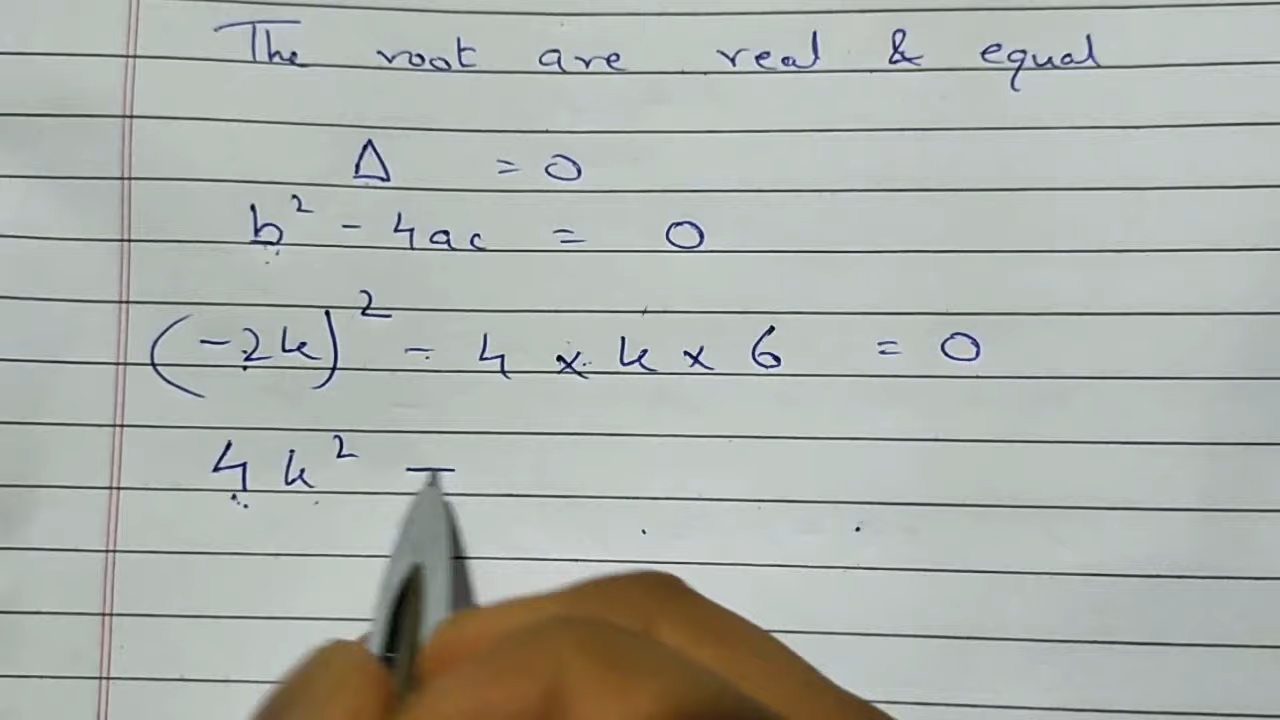 The root are real & equal
Δ = 0
b² - 4ac = 0
(-2k)² - 4 × k × 6 = 0
4k² -